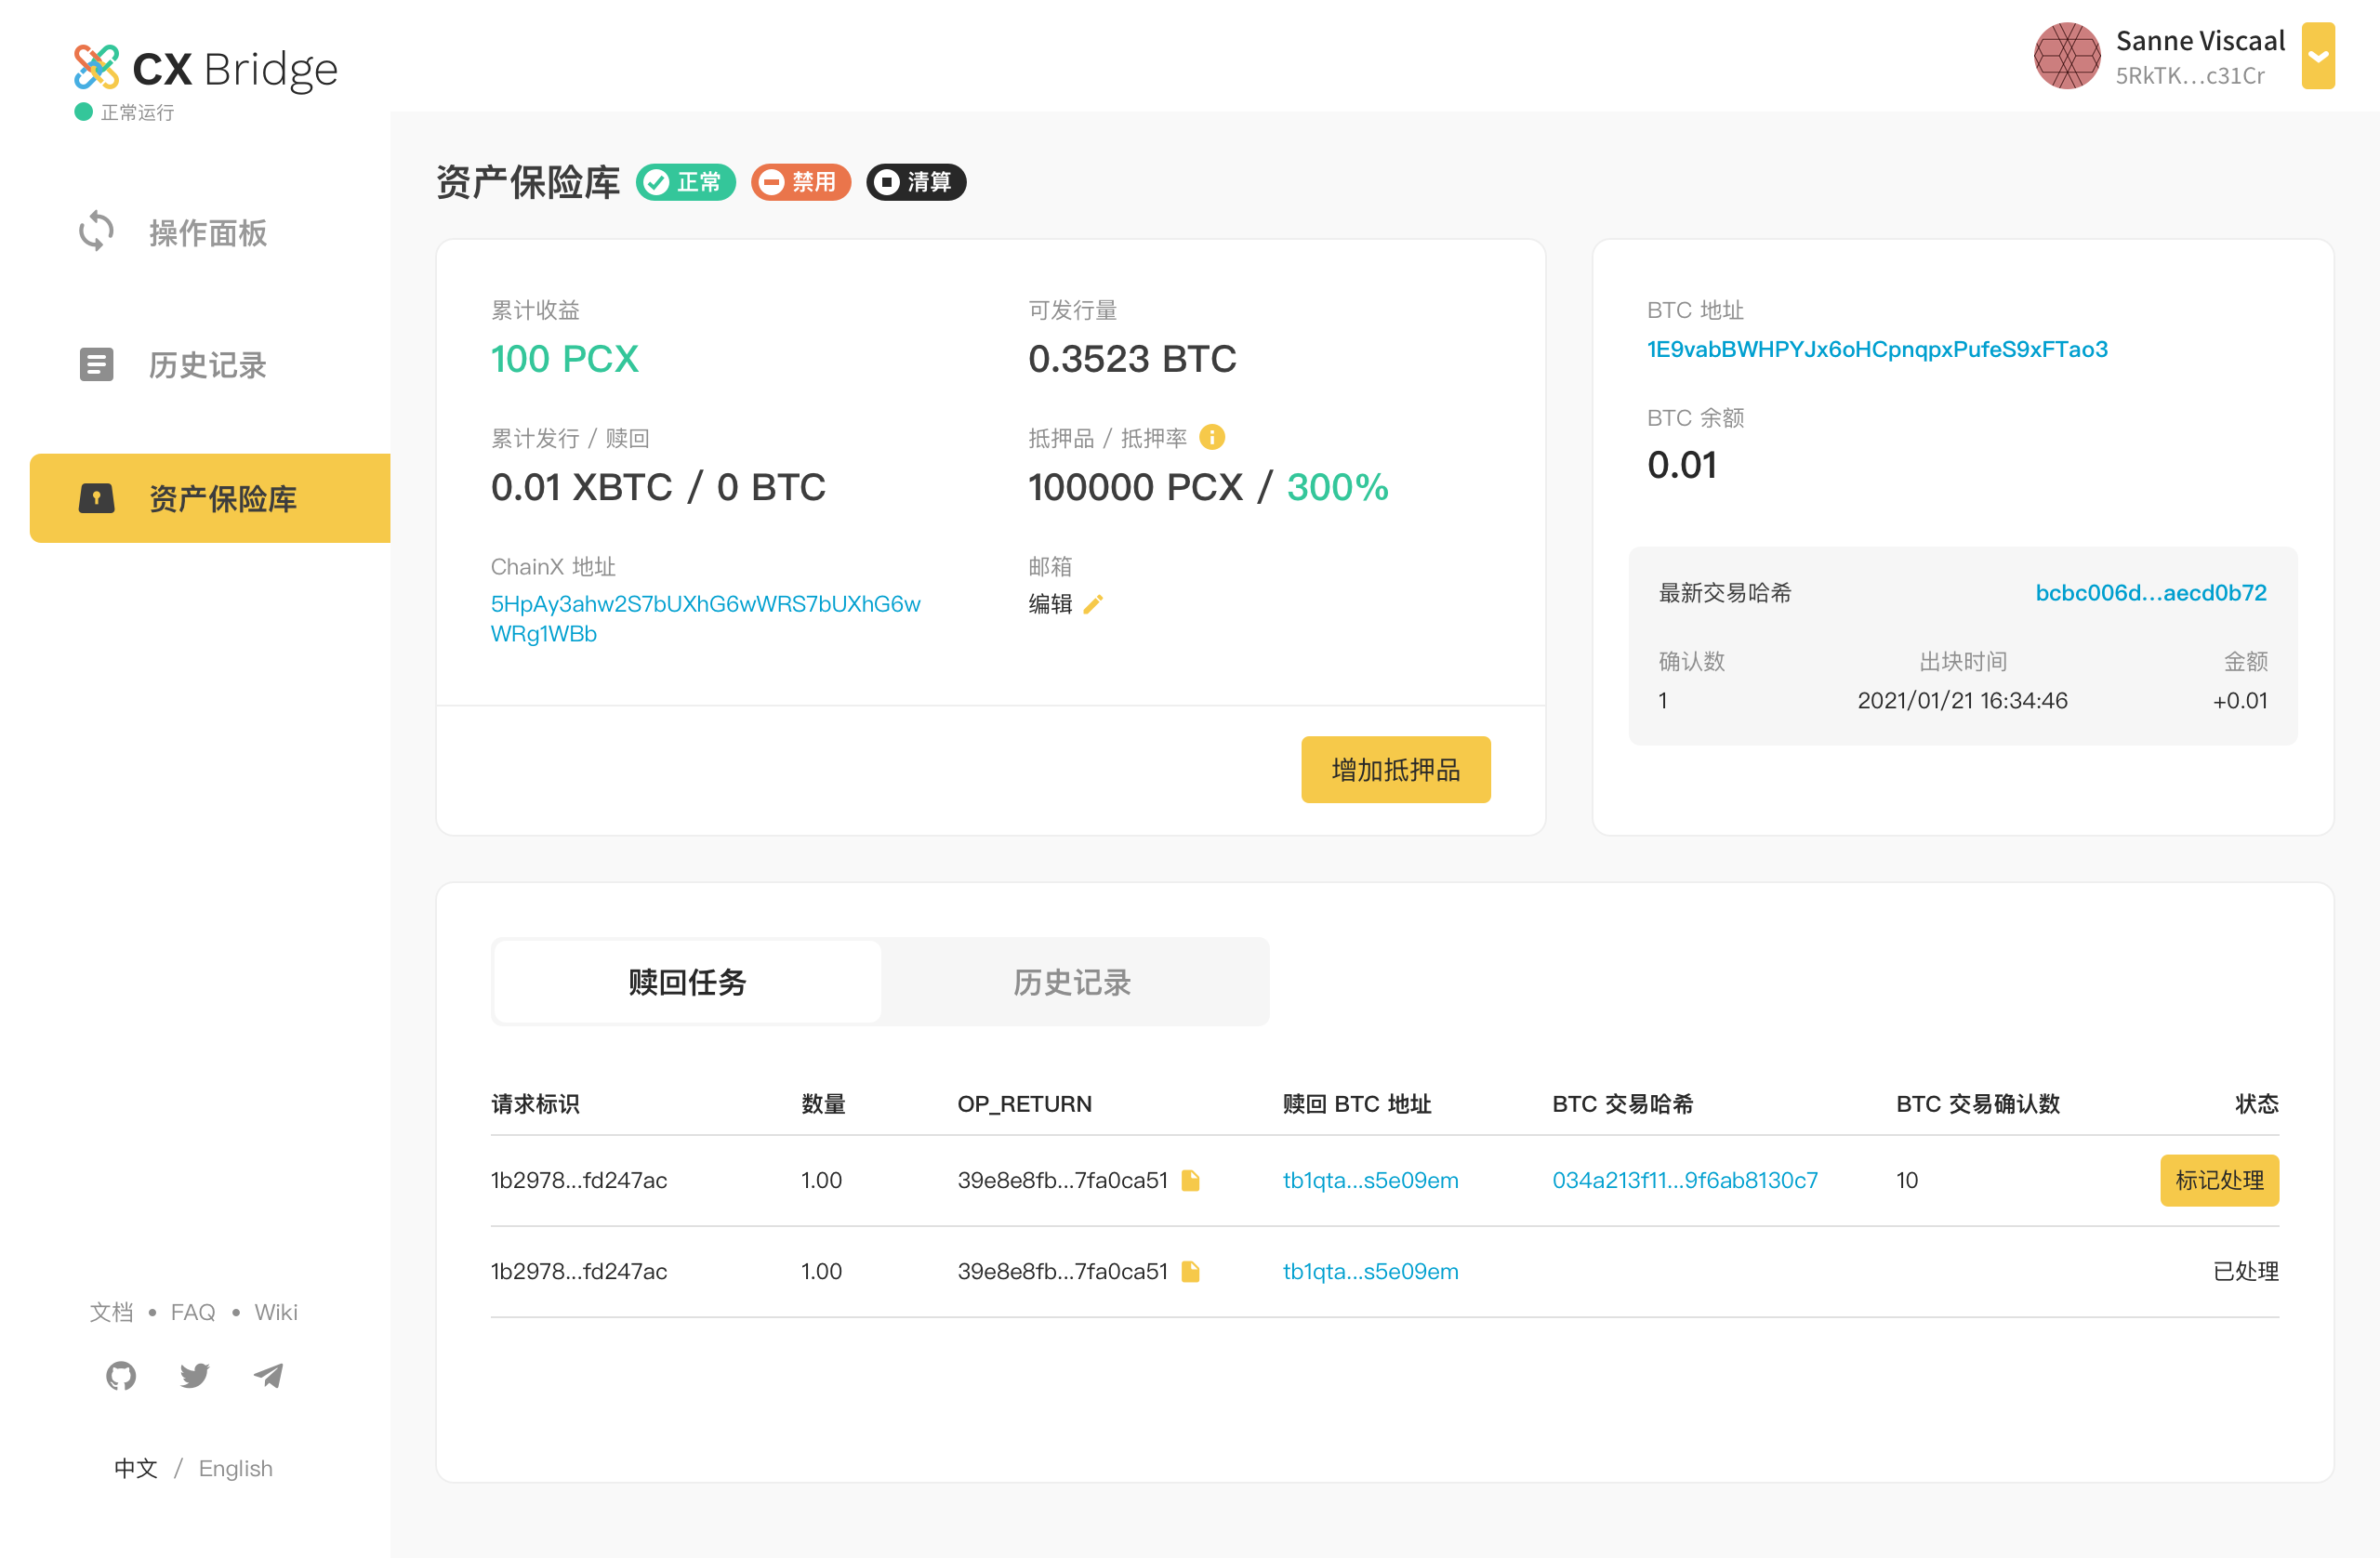 CX Bridge
正常运行
Sanne Viscaal
5RkTK...c31Cr
操作面板
历史记录
资产保险库
文档 • FAQ • Wiki
中文 / English
资产保险库 正常 禁用 清算
累计收益
100 PCX
可发行量
0.3523 BTC
累计发行 / 赎回
0.01 XBTC / 0 BTC
抵押品 / 抵押率
100000 PCX / 300%
ChainX 地址
5HpAy3ahw2S7bUXhG6wWRS7bUXhG6w
WRg1WBb
邮箱
编辑
增加抵押品
BTC 地址
1E9vabBWHPYJx6oHCpnqpxPufeS9xFTao3
BTC 余额
0.01
最新交易哈希 bcbc006d...aecd0b72
确认数 出块时间 金额
1 2021/01/21 16:34:46 +0.01
赎回任务 历史记录
请求标识 数量 OP_RETURN 赎回 BTC 地址 BTC 交易哈希 BTC 交易确认数 状态
1b2978...fd247ac 1.00 39e8e8fb...7fa0ca51 tb1qta...s5e09em 034a213f11...9f6ab8130c7 10 标记处理
1b2978...fd247ac 1.00 39e8e8fb...7fa0ca51 tb1qta...s5e09em 已处理